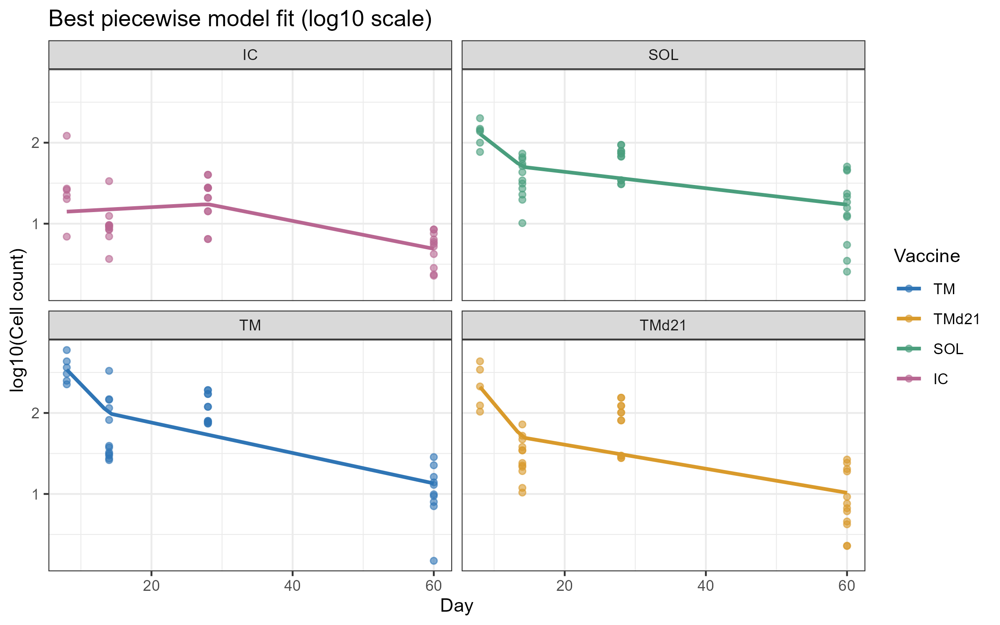 Best piecewise model fit (log10 scale)
IC
SOL
2
1
TM
TMd21
2
1
20
40
60
20
40
60
Day
log10(Cell count)
Vaccine
TM
TMd21
SOL
IC